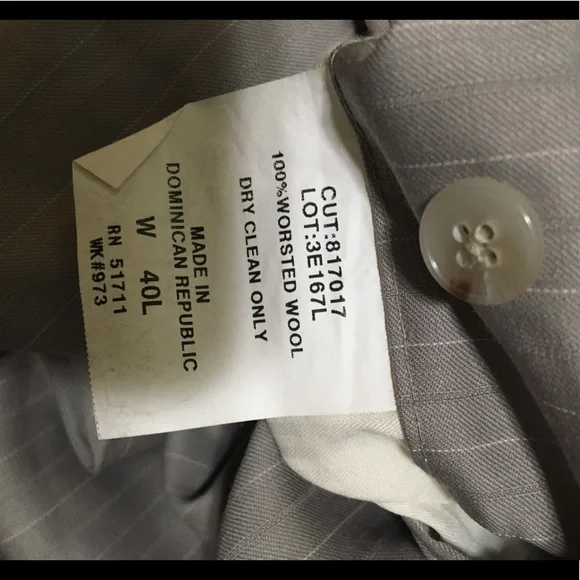 CUT:817017
LOT:3E167L
100%WORSTED WOOL
DRY CLEAN ONLY
MADE IN
DOMINICAN REPUBLIC
W 40L
RN 51711
WK#973